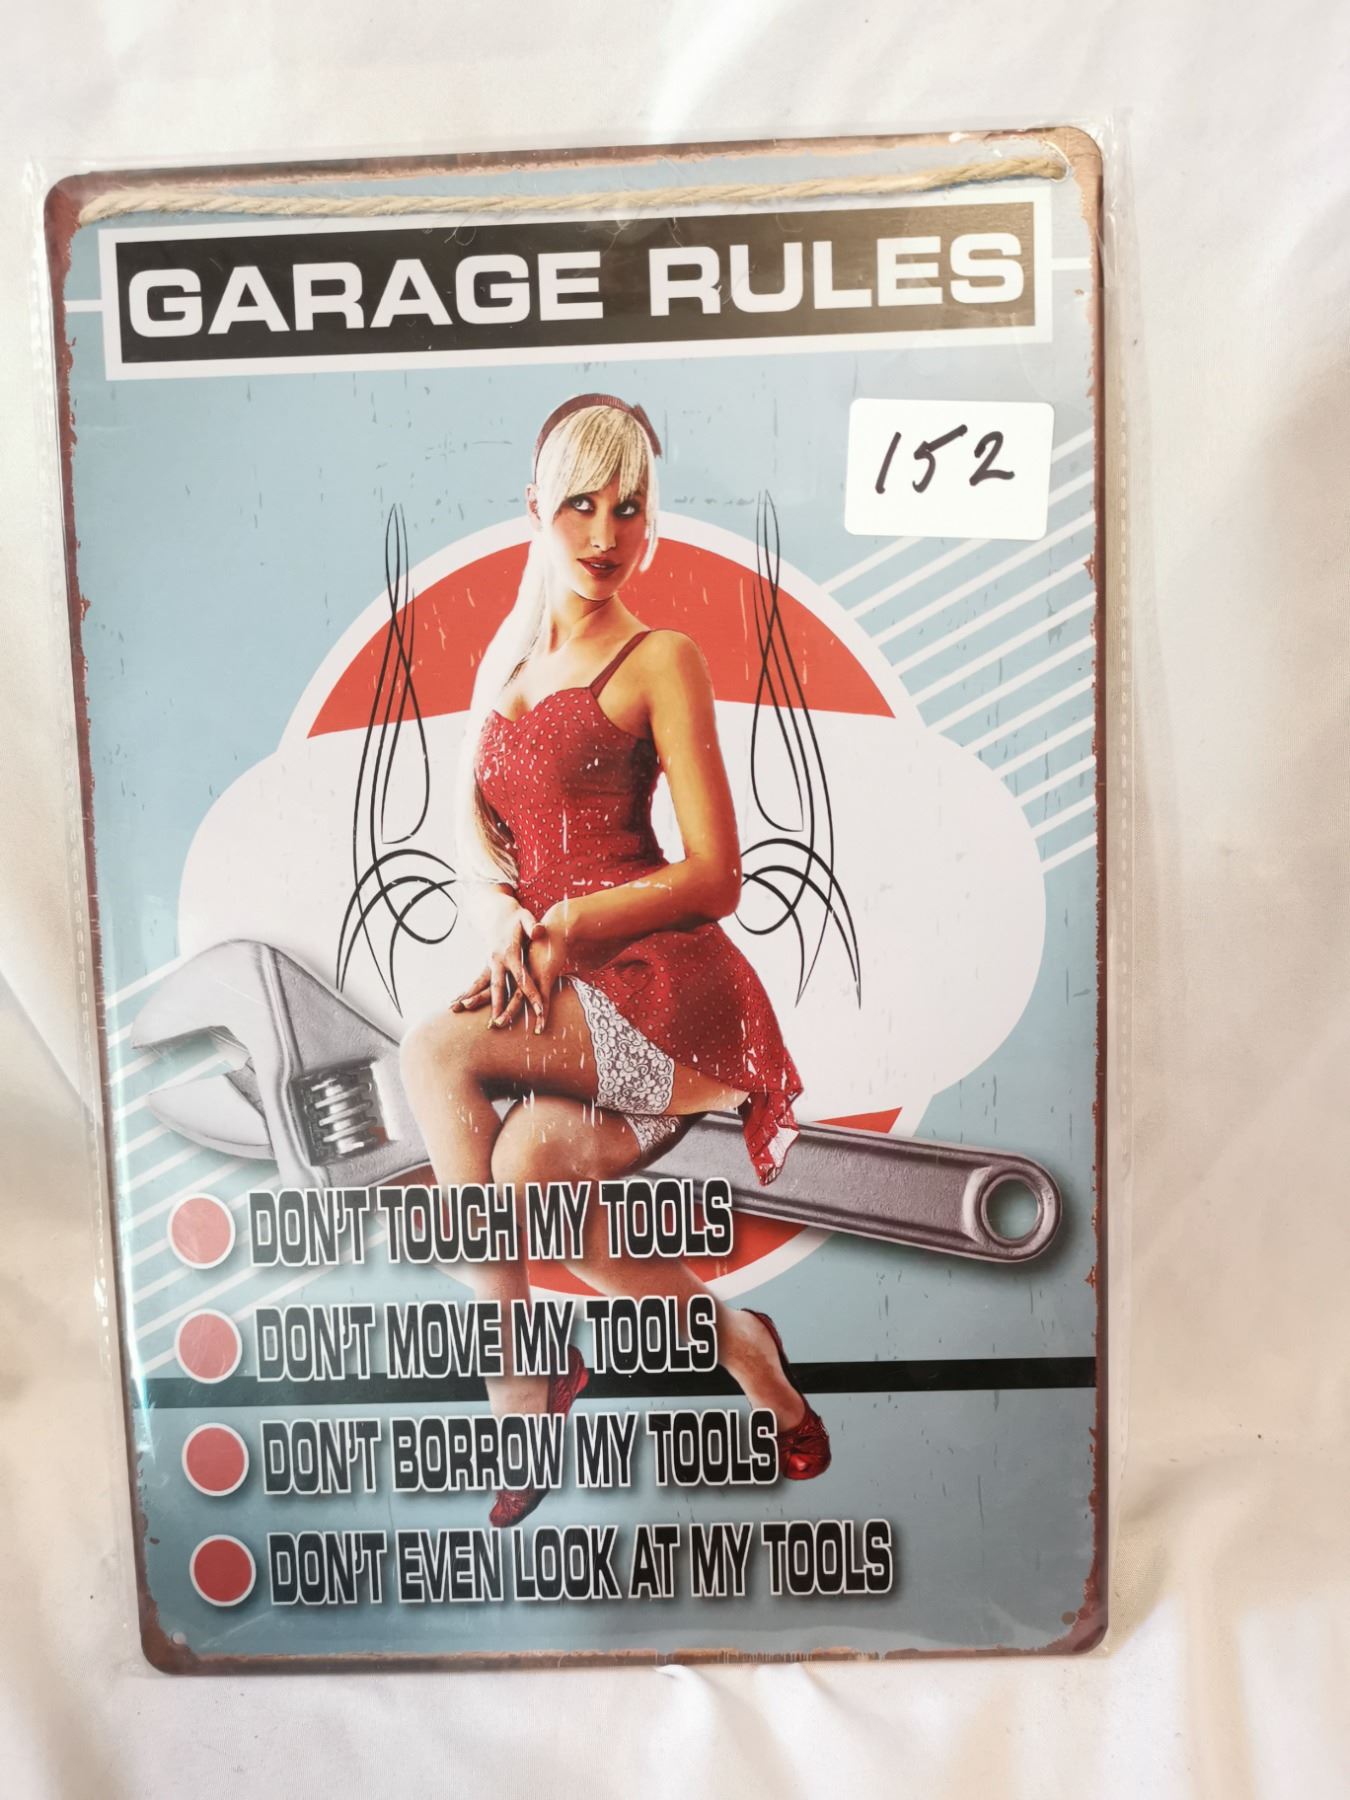 GARAGE RULES
152
DON'T TOUCH MY TOOLS
DON'T MOVE MY TOOLS
DON'T BORROW MY TOOLS
DON'T EVEN LOOK AT MY TOOLS